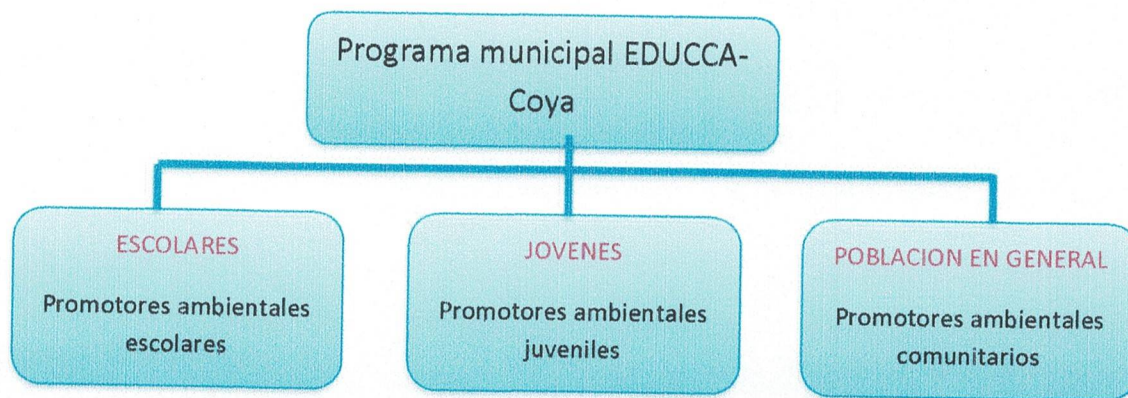 Programa municipal EDUCCA-
Coya
ESCOLARES
Promotores ambientales
escolares
JOVENES
Promotores ambientales
juveniles
POBLACION EN GENERAL
Promotores ambientales
comunitarios